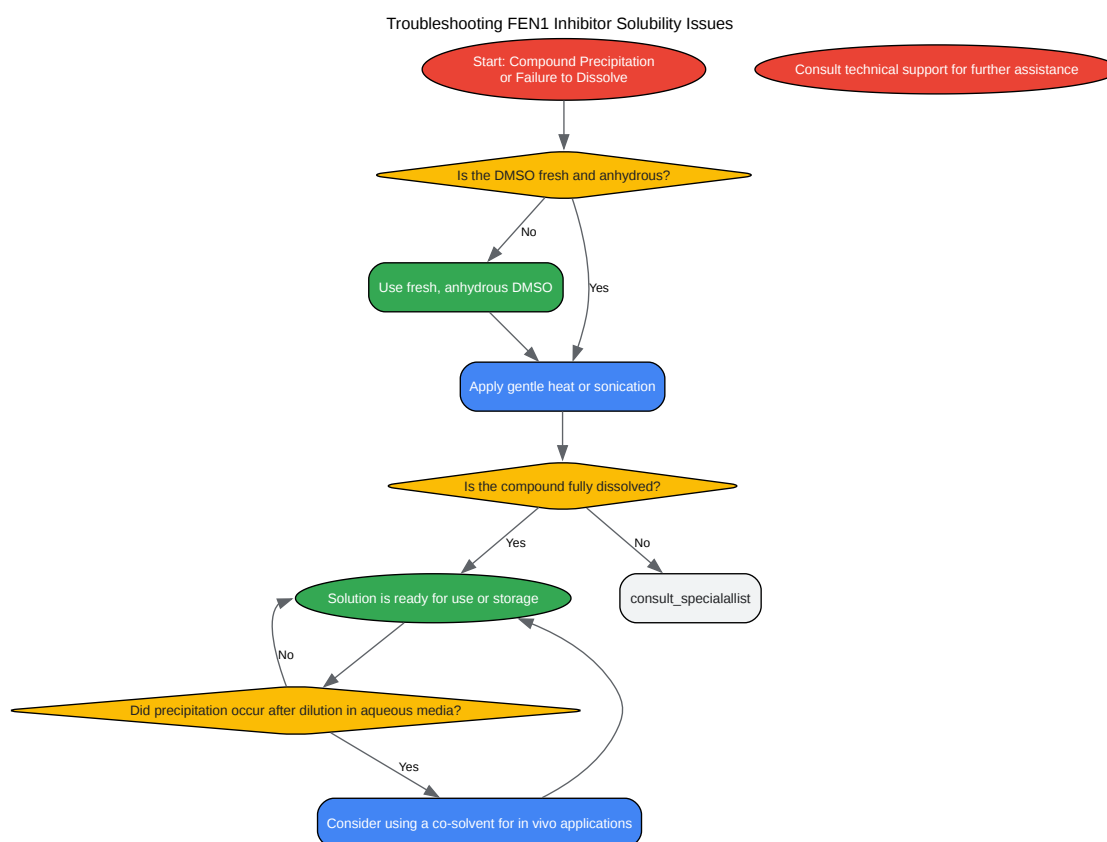 Troubleshooting FEN1 Inhibitor Solubility Issues
Start: Compound Precipitation
or Failure to Dissolve
Consult technical support for further assistance
Is the DMSO fresh and anhydrous?
No
Use fresh, anhydrous DMSO
Yes
Apply gentle heat or sonication
Is the compound fully dissolved?
Yes
No
Solution is ready for use or storage
consult_specialallist
No
Did precipitation occur after dilution in aqueous media?
Yes
Consider using a co-solvent for in vivo applications